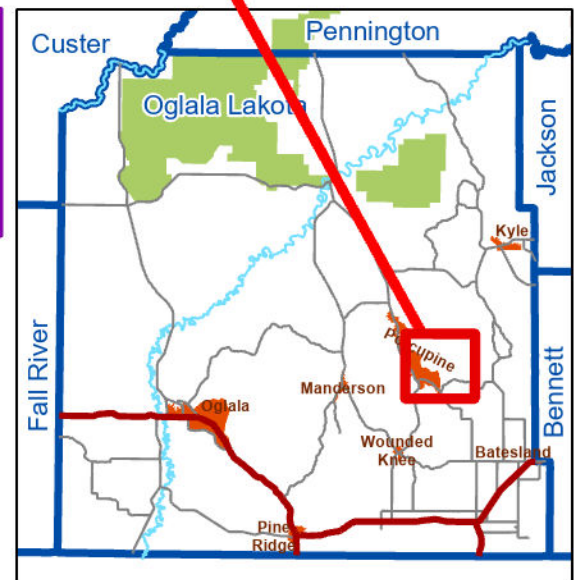 Custer
Pennington
Oglala Lakota
Jackson
Kyle
Porcupine
Fall River
Manderson
Oglala
Bennett
Wounded
Knee
Batesland
Pine
Ridge